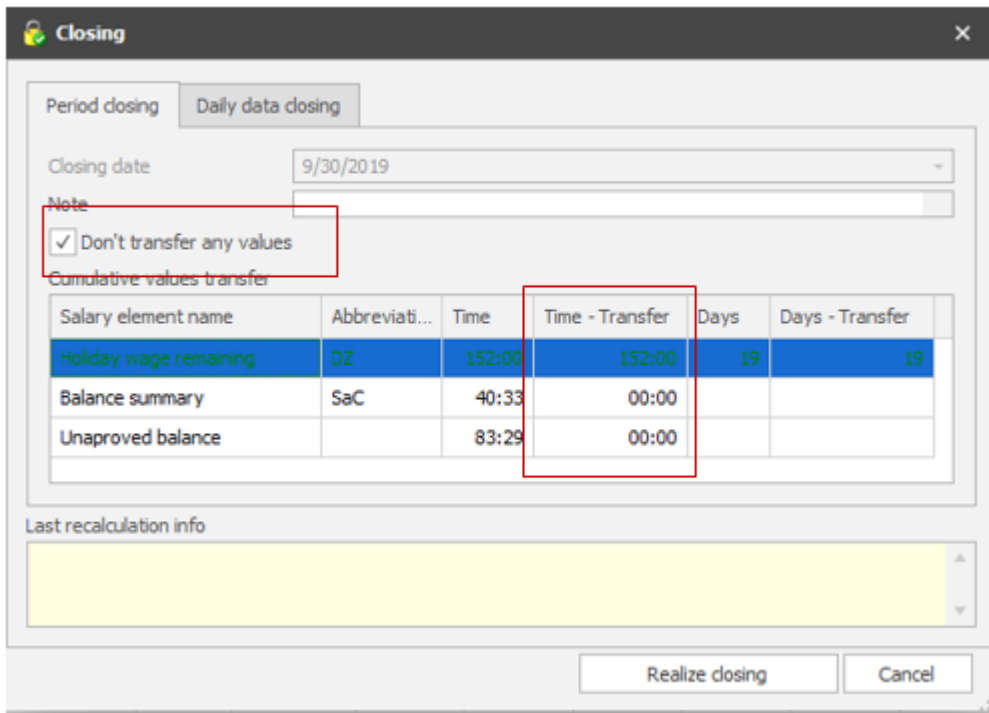 Closing
Period closing Daily data closing
Closing date 9/30/2019
Note
Don't transfer any values
Cumulative values transfer
Salary element name Abbreviati... Time Time - Transfer Days Days - Transfer
Holiday wage remaining DZ 152:00 152:00 19 19
Balance summary SaC 40:33 00:00
Unaproved balance 83:29 00:00
Last recalculation info
Realize closing Cancel